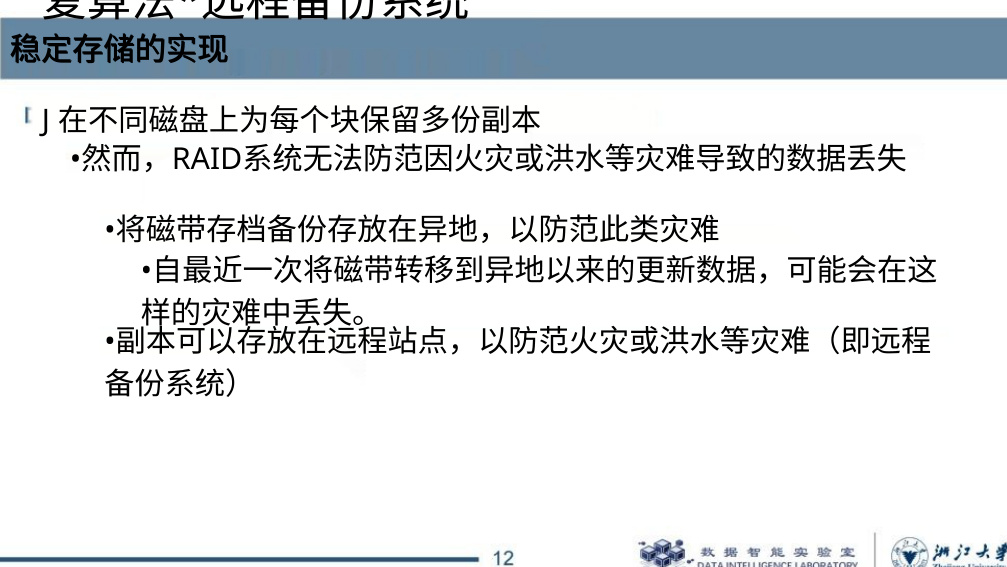 复算法*远程备份系统
稳定存储的实现
J 在不同磁盘上为每个块保留多份副本
•然而，RAID系统无法防范因火灾或洪水等灾难导致的数据丢失
•将磁带存档备份存放在异地，以防范此类灾难
•自最近一次将磁带转移到异地以来的更新数据，可能会在这
样的灾难中丢失。
•副本可以存放在远程站点，以防范火灾或洪水等灾难（即远程
备份系统）
12
数据智能实验室
DATA INTELLIGENCE LABORATORY
浙江大学